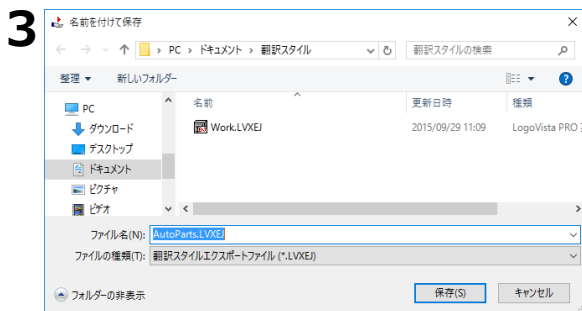 3
名前を付けて保存
PC > ドキュメント > 翻訳スタイル
翻訳スタイルの検索
整理 新しいフォルダー
名前 更新日時 種類
PC
ダウンロード
デスクトップ
ドキュメント
ピクチャ
ビデオ
Work.LVXEJ 2015/09/29 11:09 LogoVista PRO
ファイル名(N): AutoParts.LVXEJ
ファイルの種類(T): 翻訳スタイルエクスポートファイル (*.LVXEJ)
フォルダーの非表示
保存(S) キャンセル